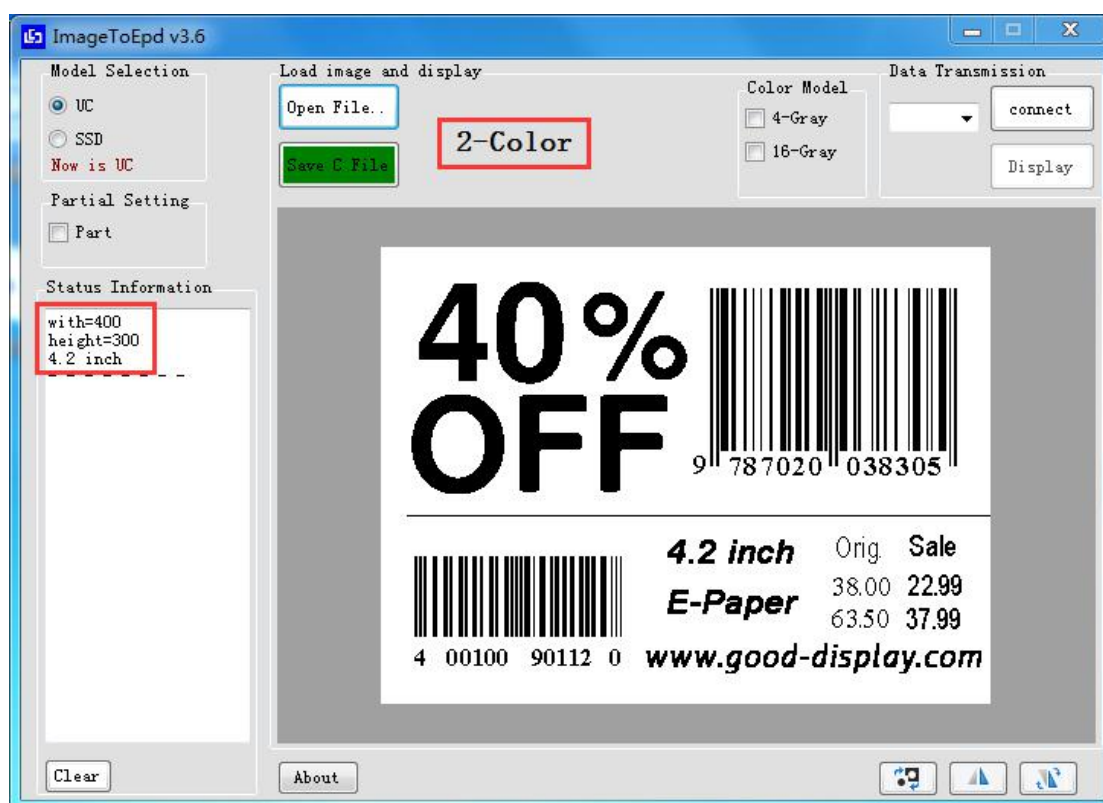 ImageToEpd v3.6
Model Selection
UC
SSD
Now is UC
Partial Setting
Part
Status Information
with=400
height=300
4.2 inch
- - - - - - - -
Clear
Load image and display
Open File..
Save C File
2-Color
Color Model
4-Gray
16-Gray
Data Transmission
connect
Display
40%
OFF
9 787020 038305
4.2 inch
E-Paper
Orig. Sale
38.00 22.99
63.50 37.99
4 00100 90112 0
www.good-display.com
About